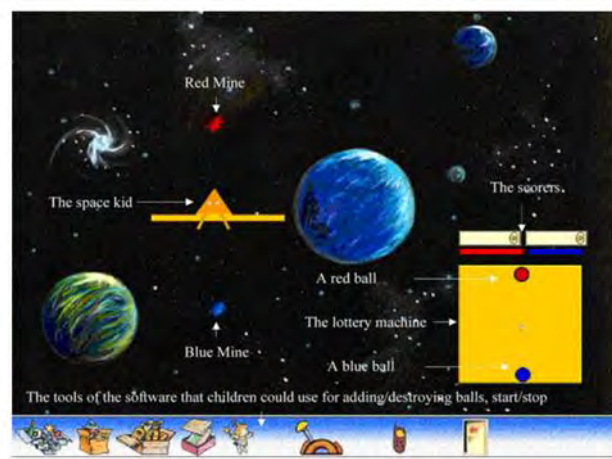 Red Mine
The space kid
The scorers
A red ball
The lottery machine
Blue Mine
A blue ball
The tools of the software that children could use for adding/destroying balls, start/stop